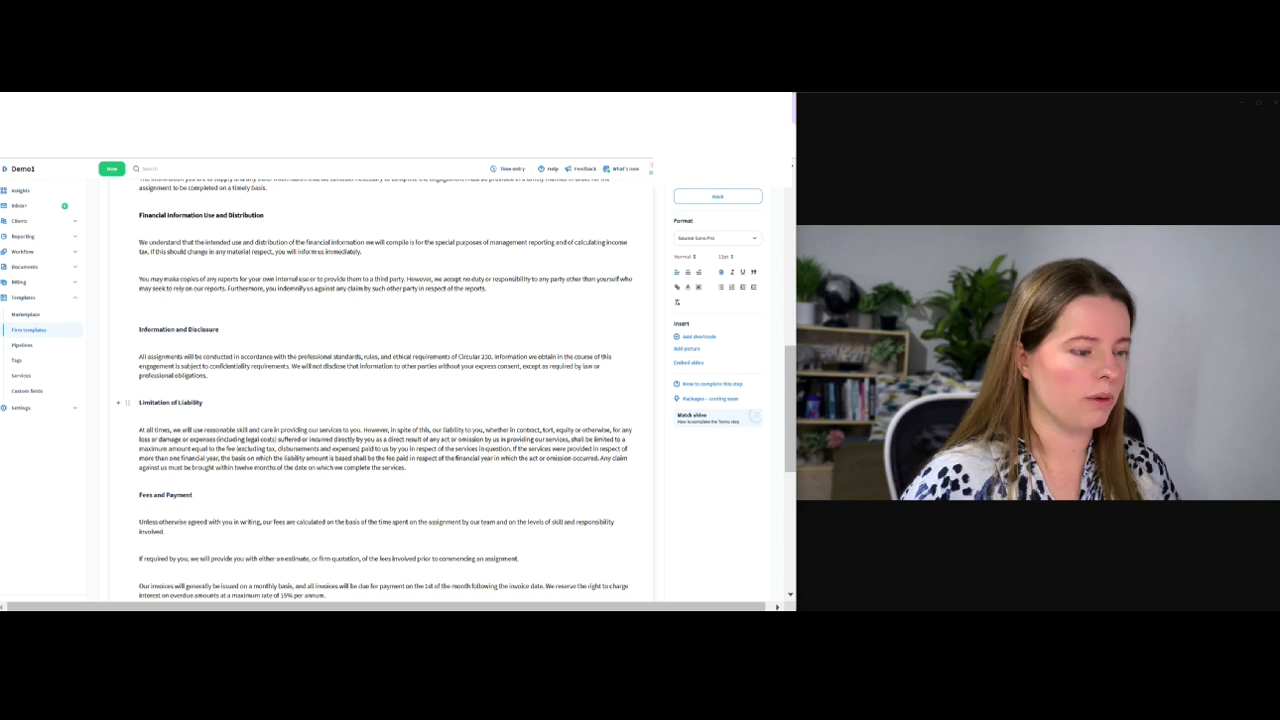 Demo1
New
Search
Time entry
Help
Feedback
What's new
Insights
Inbox+
Clients
Reporting
Workflow
Documents
Billing
Templates
Marketplace
Firm templates
Pipelines
Tags
Services
Custom fields
Settings
assignment to be completed on a timely basis.
Financial Information Use and Distribution
We understand that the intended use and distribution of the financial information we will compile is for the special purposes of management reporting and of calculating income
tax. If this should change in any material respect, you will inform us immediately.
You may make copies of any reports for your own internal use or to provide them to a third party. However, we accept no duty or responsibility to any party other than yourself who
may seek to rely on our reports. Furthermore, you indemnify us against any claim by such other party in respect of the reports.
Information and Disclosure
All assignments will be conducted in accordance with the professional standards, rules, and ethical requirements of Circular 230. Information we obtain in the course of this
engagement is subject to confidentiality requirements. We will not disclose that information to other parties without your express consent, except as required by law or
professional obligations.
Limitation of Liability
At all times, we will use reasonable skill and care in providing our services to you. However, in spite of this, our liability to you, whether in contract, tort, equity or otherwise, for any
loss or damage or expenses (including legal costs) suffered or incurred directly by you as a direct result of any act or omission by us in providing our services, shall be limited to a
maximum amount equal to the fee (excluding tax, disbursements and expenses) paid to us by you in respect of the services in question. If the services were provided in respect of
more than one financial year, the basis on which the liability amount is based shall be the fee paid in respect of the financial year in which the act or omission occurred. Any claim
against us must be brought within twelve months of the date on which we complete the services.
Fees and Payment
Unless otherwise agreed with you in writing, our fees are calculated on the basis of the time spent on the assignment by our team and on the levels of skill and responsibility
involved.
If required by you, we will provide you with either an estimate, or firm quotation, of the fees involved prior to commencing an assignment.
Our invoices will generally be issued on a monthly basis, and all invoices will be due for payment on the 1st of the month following the invoice date. We reserve the right to charge
interest on overdue amounts at a maximum rate of 15% per annum.
Back
Format
Source Sans Pro
Normal
12pt
B I U
Insert
Add shortcode
Add picture
Embed video
How to complete this step
Packages - coming soon
Watch video
How to complete the Terms step